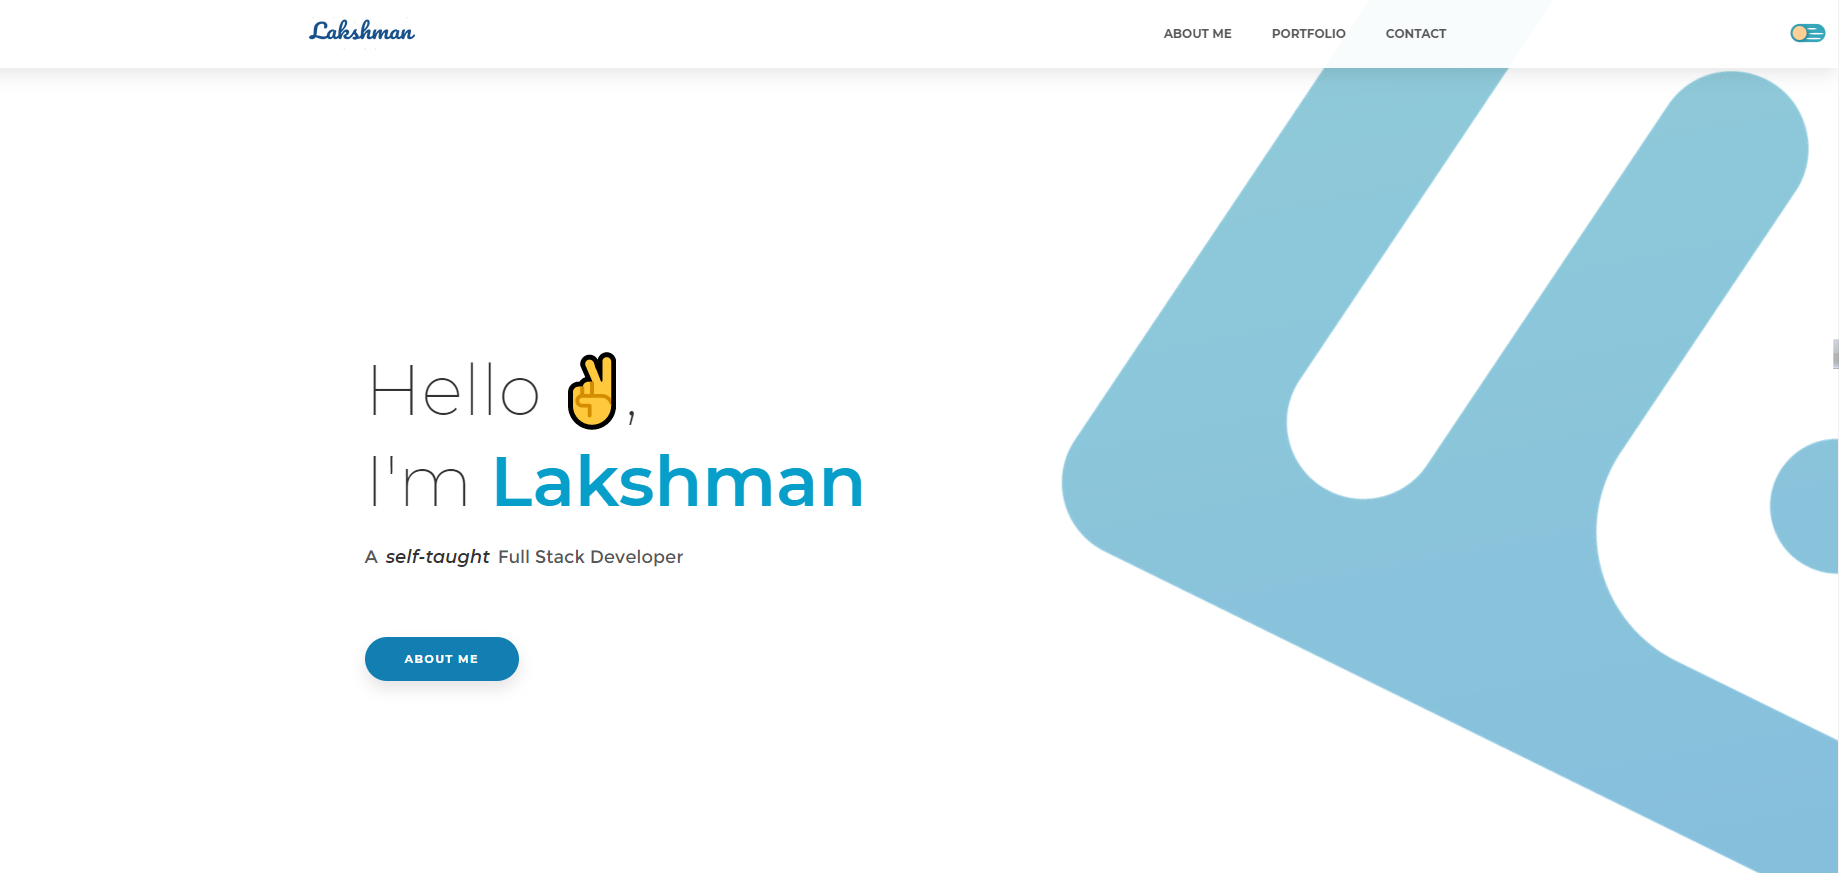 Lakshman
ABOUT ME PORTFOLIO CONTACT
Hello ✌,
I'm Lakshman
A self-taught Full Stack Developer
ABOUT ME